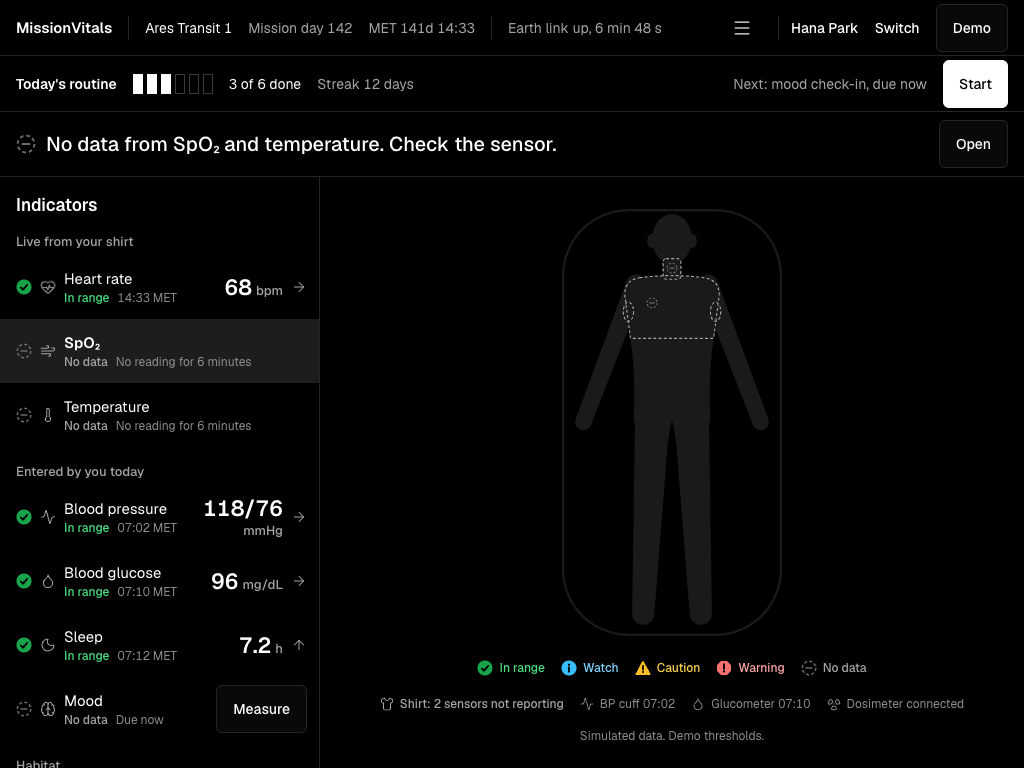 MissionVitals Ares Transit 1 Mission day 142 MET 141d 14:33 Earth link up, 6 min 48 s Hana Park Switch Demo
Today's routine 3 of 6 done Streak 12 days Next: mood check-in, due now Start
No data from SpO₂ and temperature. Check the sensor. Open
Indicators
Live from your shirt
Heart rate
In range 14:33 MET
68 bpm
SpO₂
No data No reading for 6 minutes
Temperature
No data No reading for 6 minutes
Entered by you today
Blood pressure
In range 07:02 MET
118/76
mmHg
Blood glucose
In range 07:10 MET
96 mg/dL
Sleep
In range 07:12 MET
7.2 h
Mood
No data Due now
Measure
Habitat
In range Watch Caution Warning No data
Shirt: 2 sensors not reporting BP cuff 07:02 Glucometer 07:10 Dosimeter connected
Simulated data. Demo thresholds.